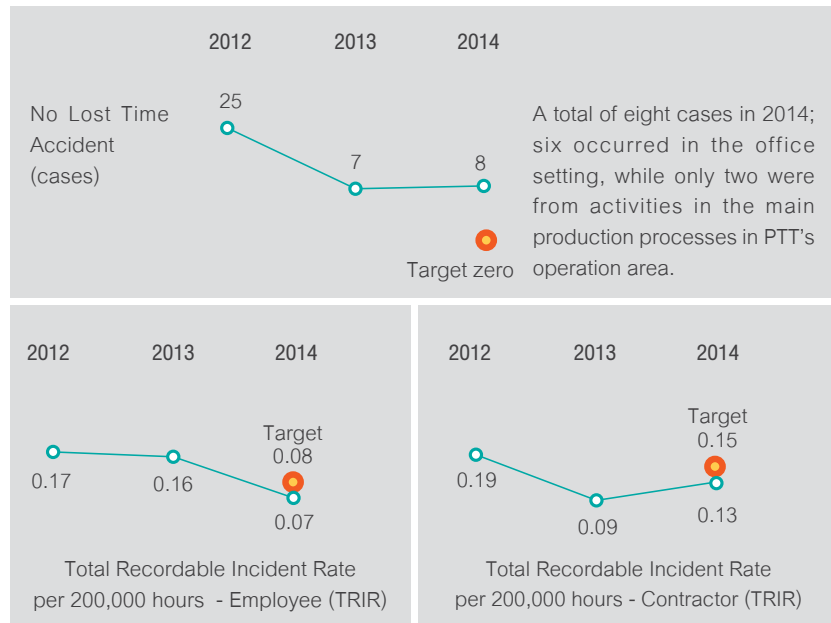 2012 2013 2014
No Lost Time
Accident
(cases)
25
7
8
Target zero
A total of eight cases in 2014;
six occurred in the office
setting, while only two were
from activities in the main
production processes in PTT's
operation area.
2012 2013 2014
Target
0.08
0.17
0.16
0.07
Total Recordable Incident Rate
per 200,000 hours - Employee (TRIR)
2012 2013 2014
Target
0.15
0.19
0.09
0.13
Total Recordable Incident Rate
per 200,000 hours - Contractor (TRIR)